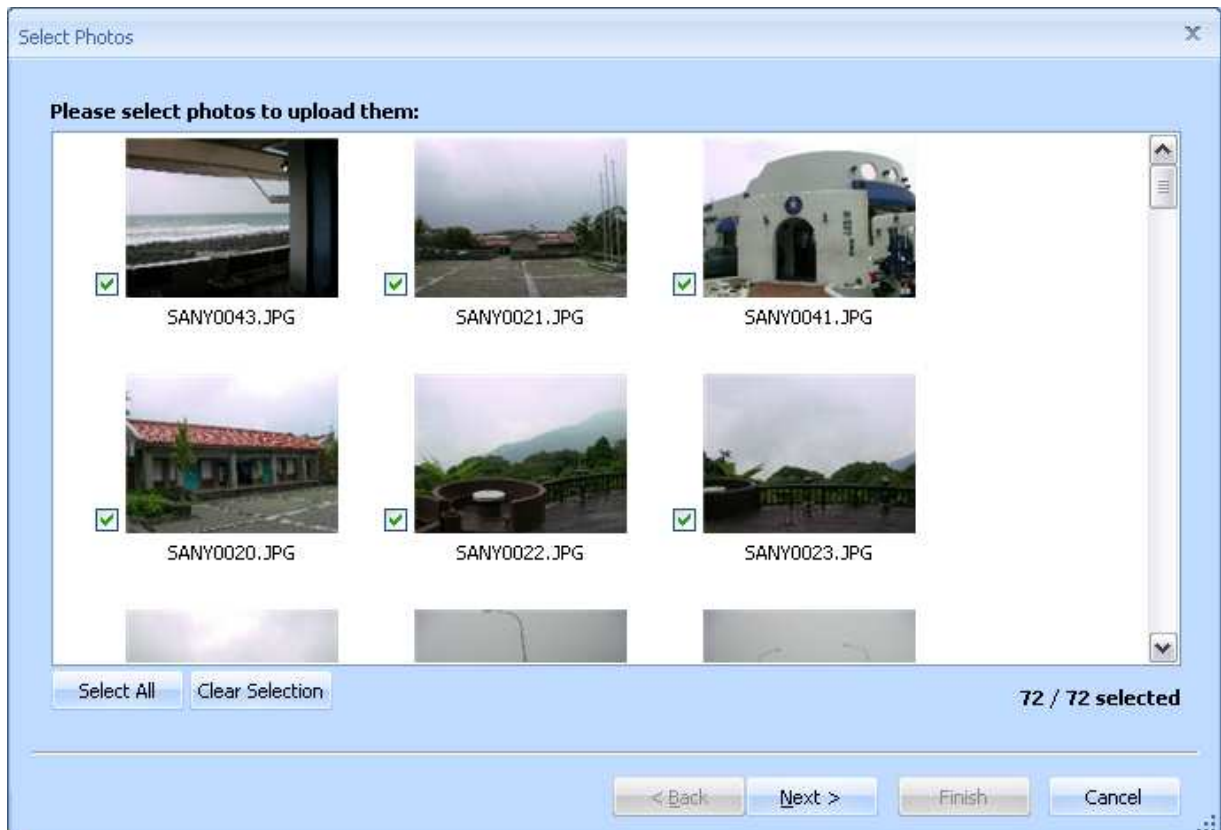 Select Photos
Please select photos to upload them:
SANY0043.JPG
SANY0021.JPG
SANY0041.JPG
SANY0020.JPG
SANY0022.JPG
SANY0023.JPG
Select All
Clear Selection
72 / 72 selected
< Back
Next >
Finish
Cancel